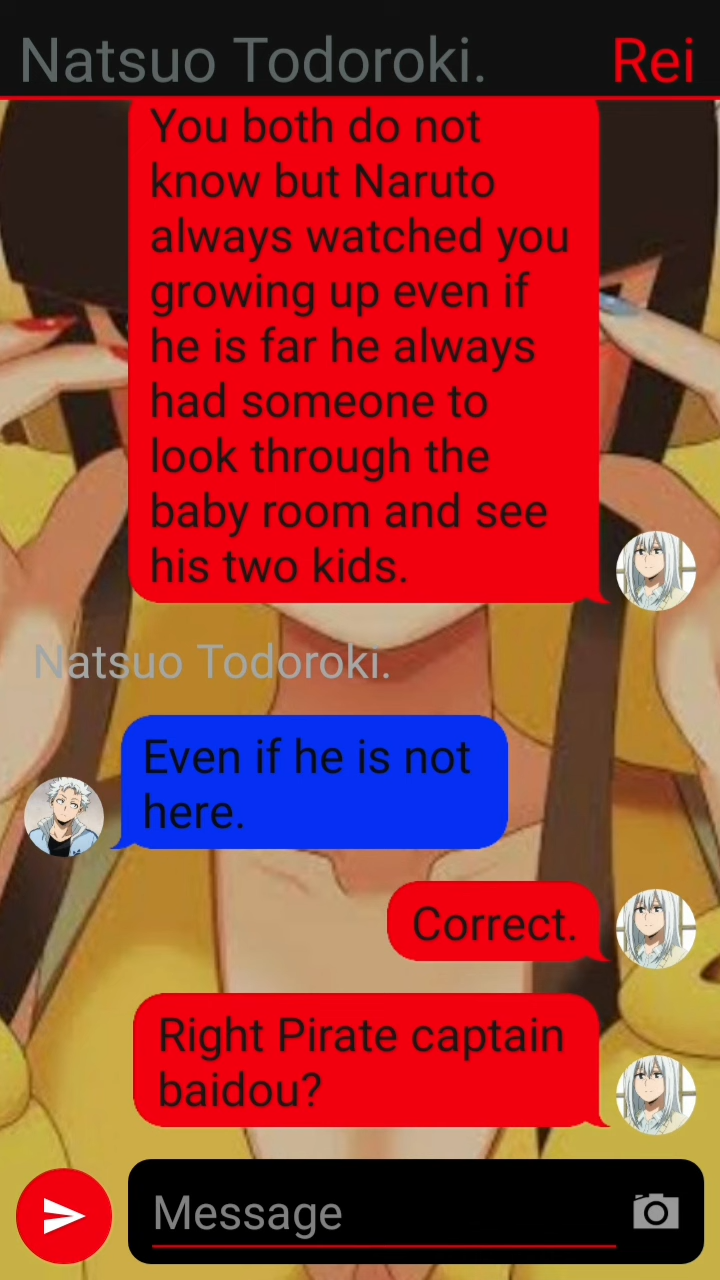 Natsuo Todoroki. Rei
You both do not
know but Naruto
always watched you
growing up even if
he is far he always
had someone to
look through the
baby room and see
his two kids.
Natsuo Todoroki.
Even if he is not
here.
Correct.
Right Pirate captain
baidou?
Message